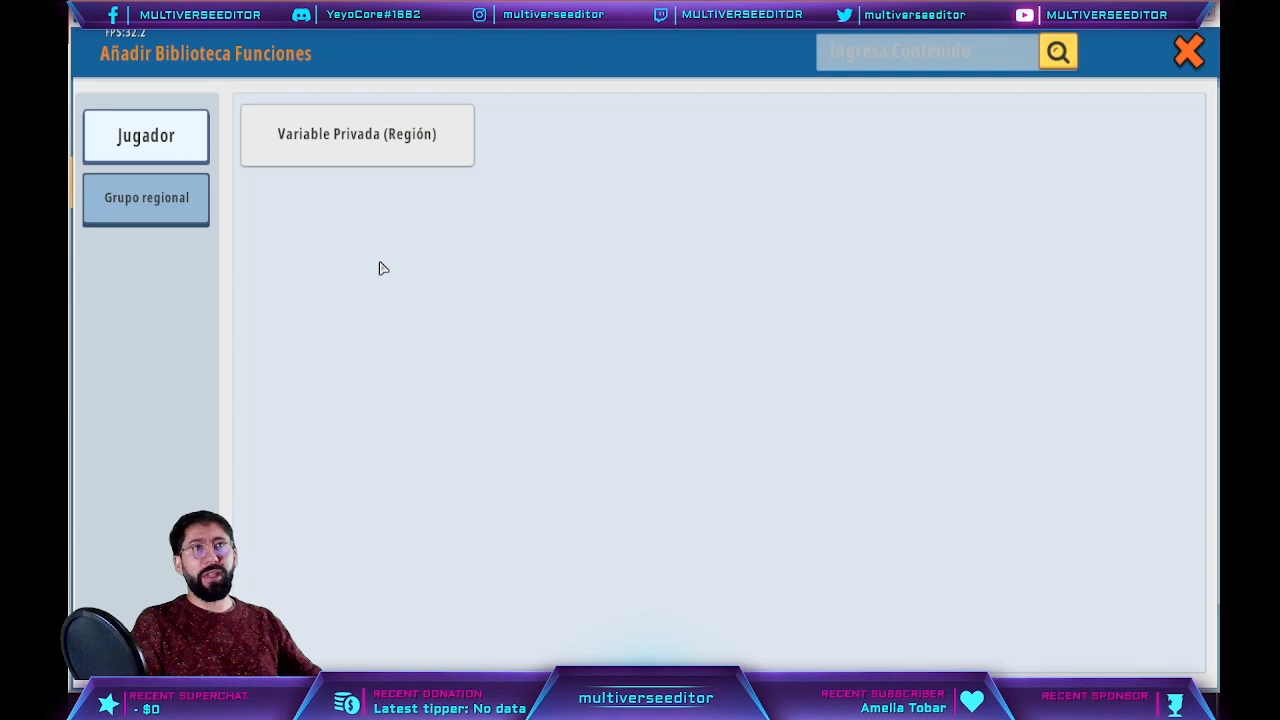 MULTIVERSEEDITOR
YeyoCore#1682
multiverseeditor
MULTIVERSEEDITOR
multiverseeditor
MULTIVERSEEDITOR
FPS:32.2
Añadir Biblioteca Funciones
Ingresa Contenido
Jugador
Variable Privada (Región)
Grupo regional
RECENT SUPERCHAT
- $0
RECENT DONATION
Latest tipper: No data
multiverseeditor
RECENT SUBSCRIBER
Amelia Tobar
RECENT SPONSOR